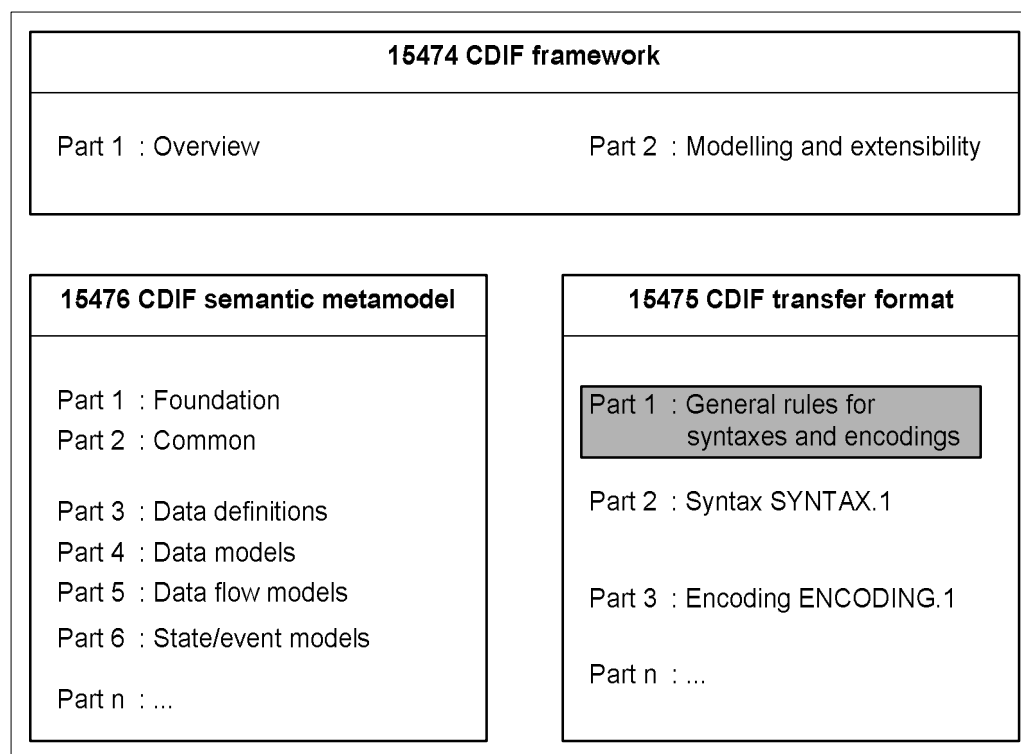 15474 CDIF framework
Part 1 : Overview
Part 2 : Modelling and extensibility
15476 CDIF semantic metamodel
Part 1 : Foundation
Part 2 : Common
Part 3 : Data definitions
Part 4 : Data models
Part 5 : Data flow models
Part 6 : State/event models
Part n : ...
15475 CDIF transfer format
Part 1 : General rules for
syntaxes and encodings
Part 2 : Syntax SYNTAX.1
Part 3 : Encoding ENCODING.1
Part n : ...